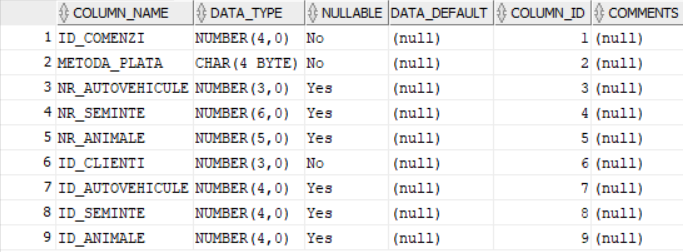 COLUMN_NAME DATA_TYPE NULLABLE DATA_DEFAULT COLUMN_ID COMMENTS
1 ID_COMENZI NUMBER(4,0) No (null) 1 (null)
2 METODA_PLATA CHAR(4 BYTE) No (null) 2 (null)
3 NR_AUTOVEHICULE NUMBER(3,0) Yes (null) 3 (null)
4 NR_SEMINTE NUMBER(6,0) Yes (null) 4 (null)
5 NR_ANIMALE NUMBER(5,0) Yes (null) 5 (null)
6 ID_CLIENTI NUMBER(3,0) No (null) 6 (null)
7 ID_AUTOVEHICULE NUMBER(4,0) Yes (null) 7 (null)
8 ID_SEMINTE NUMBER(4,0) Yes (null) 8 (null)
9 ID_ANIMALE NUMBER(4,0) Yes (null) 9 (null)